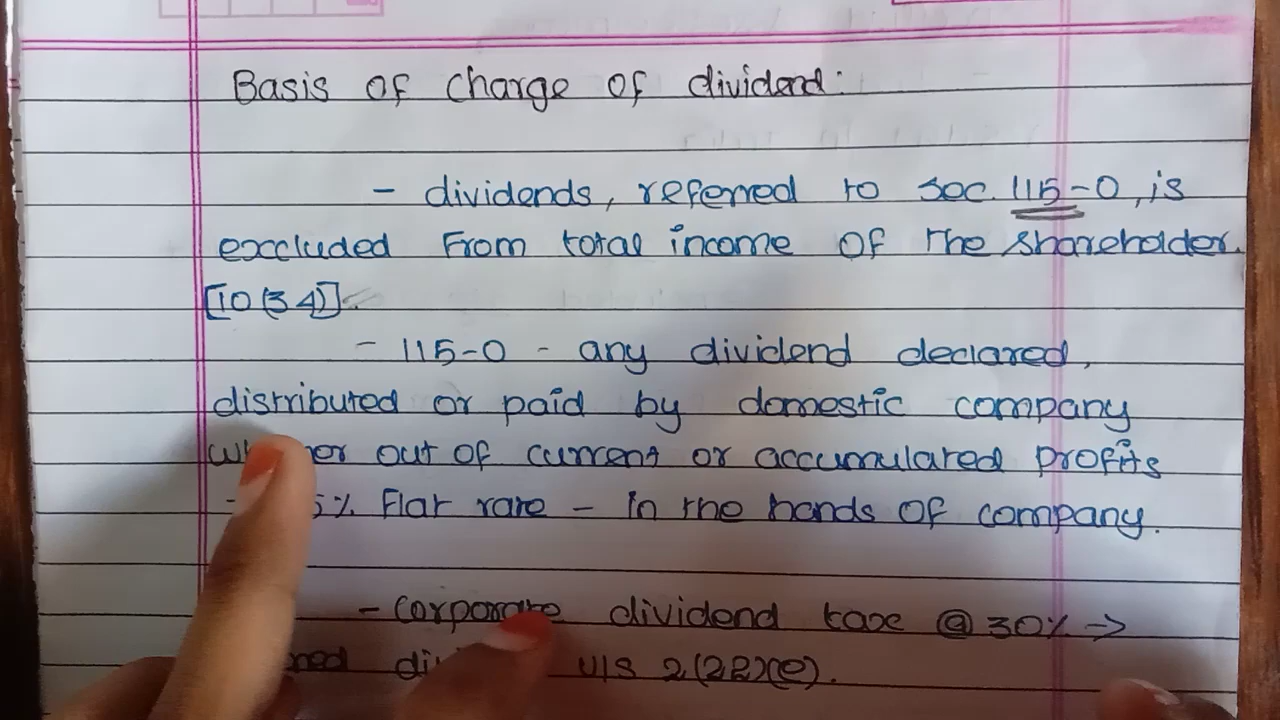 Basis of charge of dividend:
- dividends, referred to sec. 115-O, is
excluded from total income of the shareholder.
[10(34)]
- 115-O - any dividend declared,
distributed or paid by domestic company
out of current or accumulated profits
5% Flat rate - in the hands of company.
- Corporate dividend tax @ 30% →
u/s 2(22)(e).